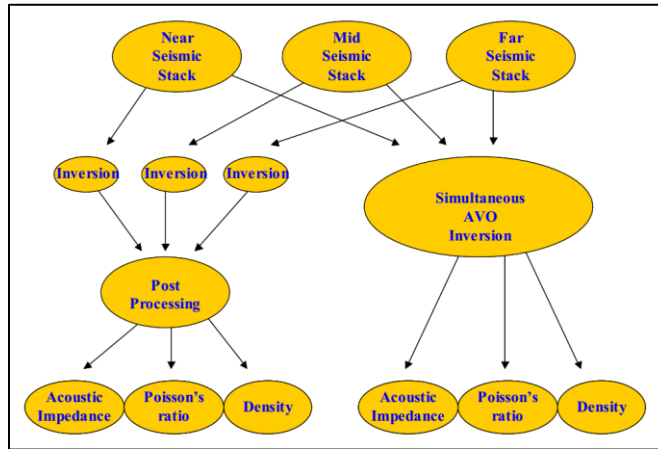 Near
Seismic
Stack
Mid
Seismic
Stack
Far
Seismic
Stack
Inversion
Inversion
Inversion
Simultaneous
AVO
Inversion
Post
Processing
Acoustic
Impedance
Poisson's
ratio
Density
Acoustic
Impedance
Poisson's
ratio
Density